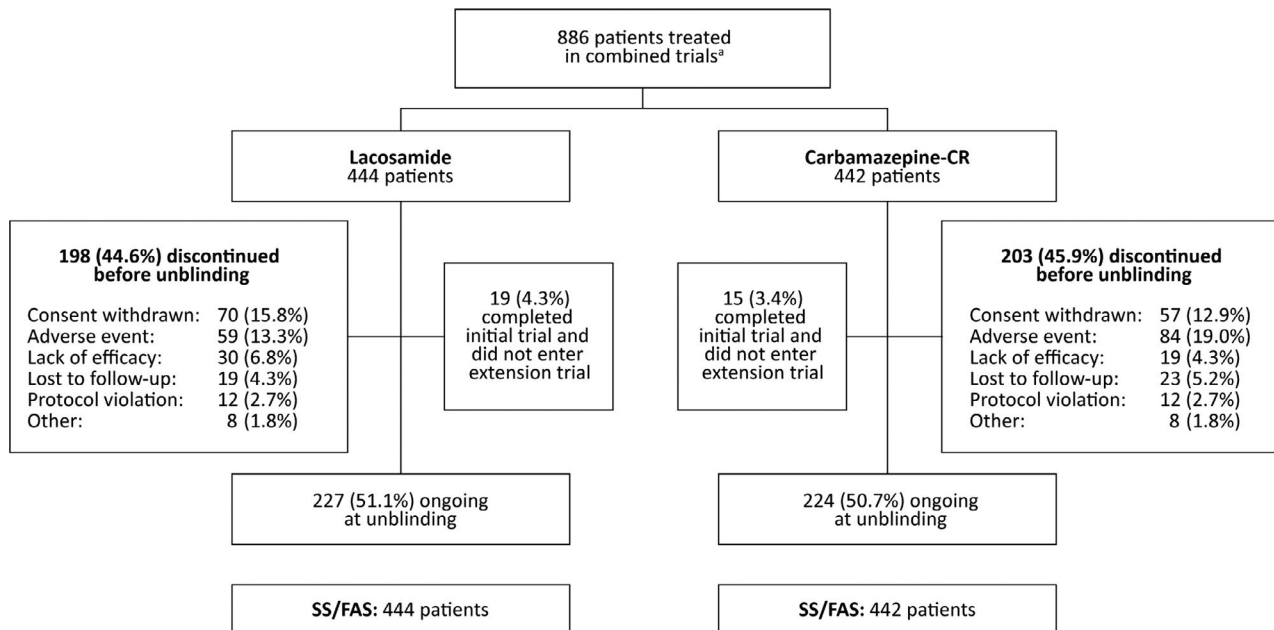 886 patients treated
in combined trialsᵃ
Lacosamide
444 patients
Carbamazepine-CR
442 patients
198 (44.6%) discontinued
before unblinding
Consent withdrawn: 70 (15.8%)
Adverse event: 59 (13.3%)
Lack of efficacy: 30 (6.8%)
Lost to follow-up: 19 (4.3%)
Protocol violation: 12 (2.7%)
Other: 8 (1.8%)
19 (4.3%)
completed
initial trial and
did not enter
extension trial
15 (3.4%)
completed
initial trial and
did not enter
extension trial
203 (45.9%) discontinued
before unblinding
Consent withdrawn: 57 (12.9%)
Adverse event: 84 (19.0%)
Lack of efficacy: 19 (4.3%)
Lost to follow-up: 23 (5.2%)
Protocol violation: 12 (2.7%)
Other: 8 (1.8%)
227 (51.1%) ongoing
at unblinding
224 (50.7%) ongoing
at unblinding
SS/FAS: 444 patients
SS/FAS: 442 patients